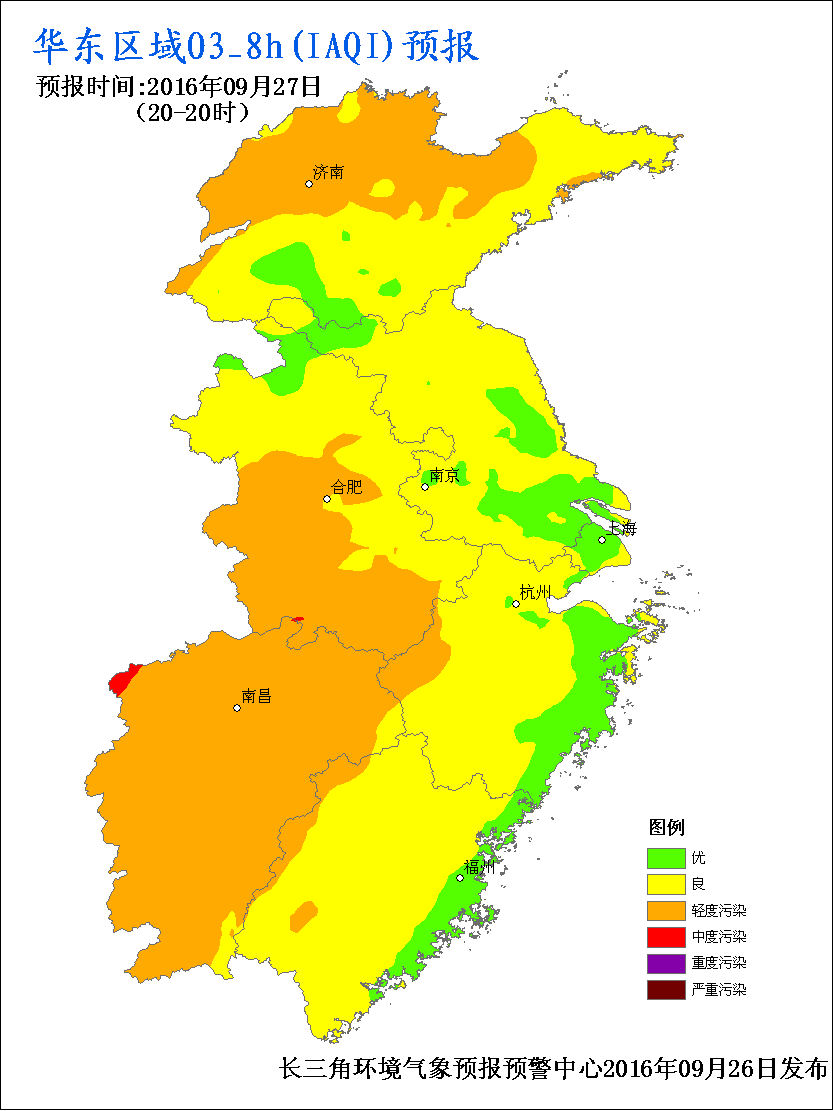 华东区域O3_8h(IAQI)预报
预报时间:2016年09月27日
(20-20时)
济南
合肥
南京
上海
杭州
南昌
福州
图例
优
良
轻度污染
中度污染
重度污染
严重污染
长三角环境气象预报预警中心2016年09月26日发布